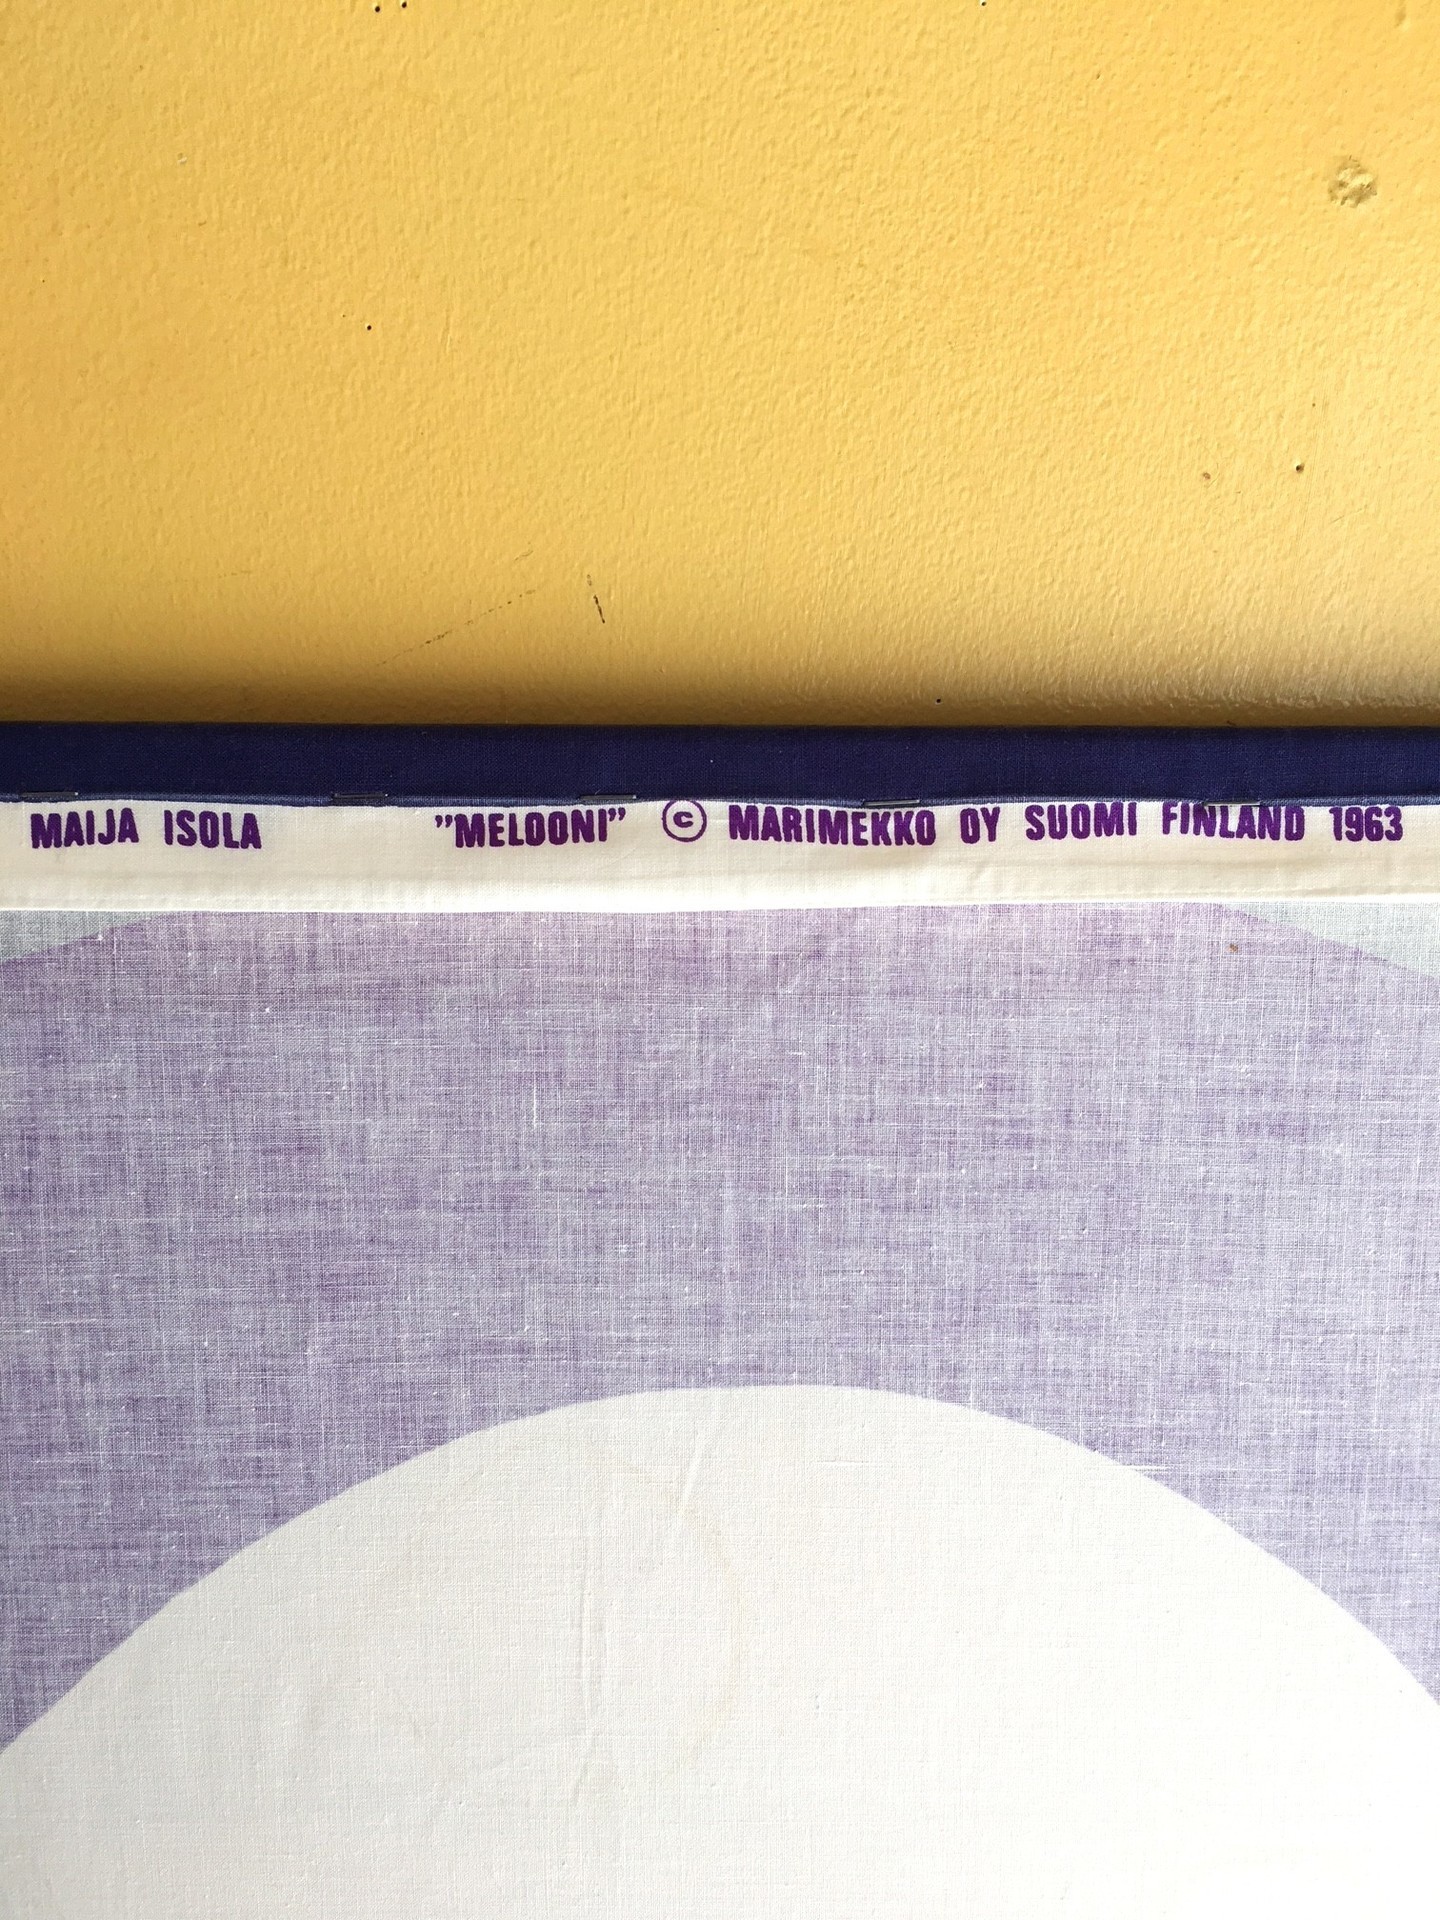 MAIJA ISOLA ”MELOONI” © MARIMEKKO OY SUOMI FINLAND 1963